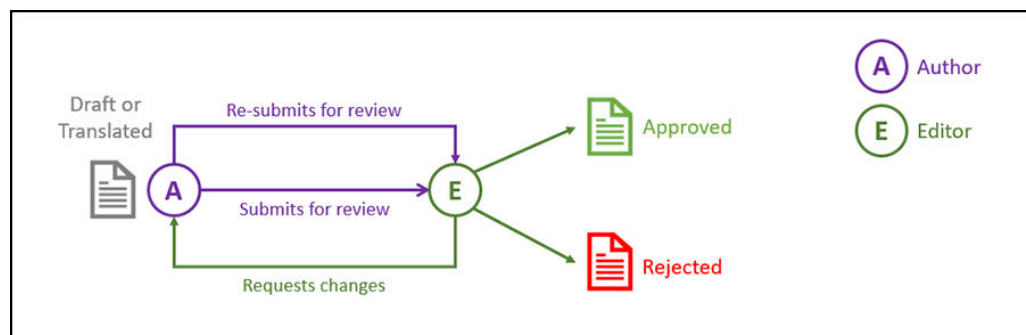 Draft or
Translated
A
Re-submits for review
Submits for review
Requests changes
E
Approved
Rejected
A Author
E Editor